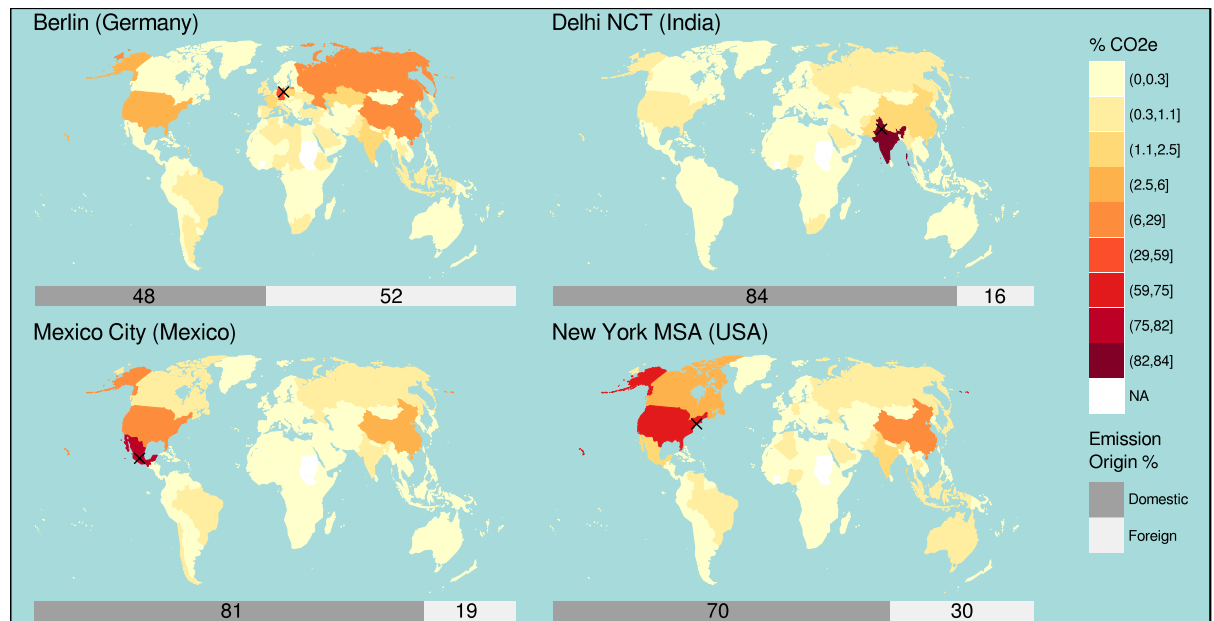 Berlin (Germany)
Delhi NCT (India)
48
52
84
16
Mexico City (Mexico)
New York MSA (USA)
81
19
70
30
% CO2e
(0,0.3]
(0.3,1.1]
(1.1,2.5]
(2.5,6]
(6,29]
(29,59]
(59,75]
(75,82]
(82,84]
NA
Emission
Origin %
Domestic
Foreign